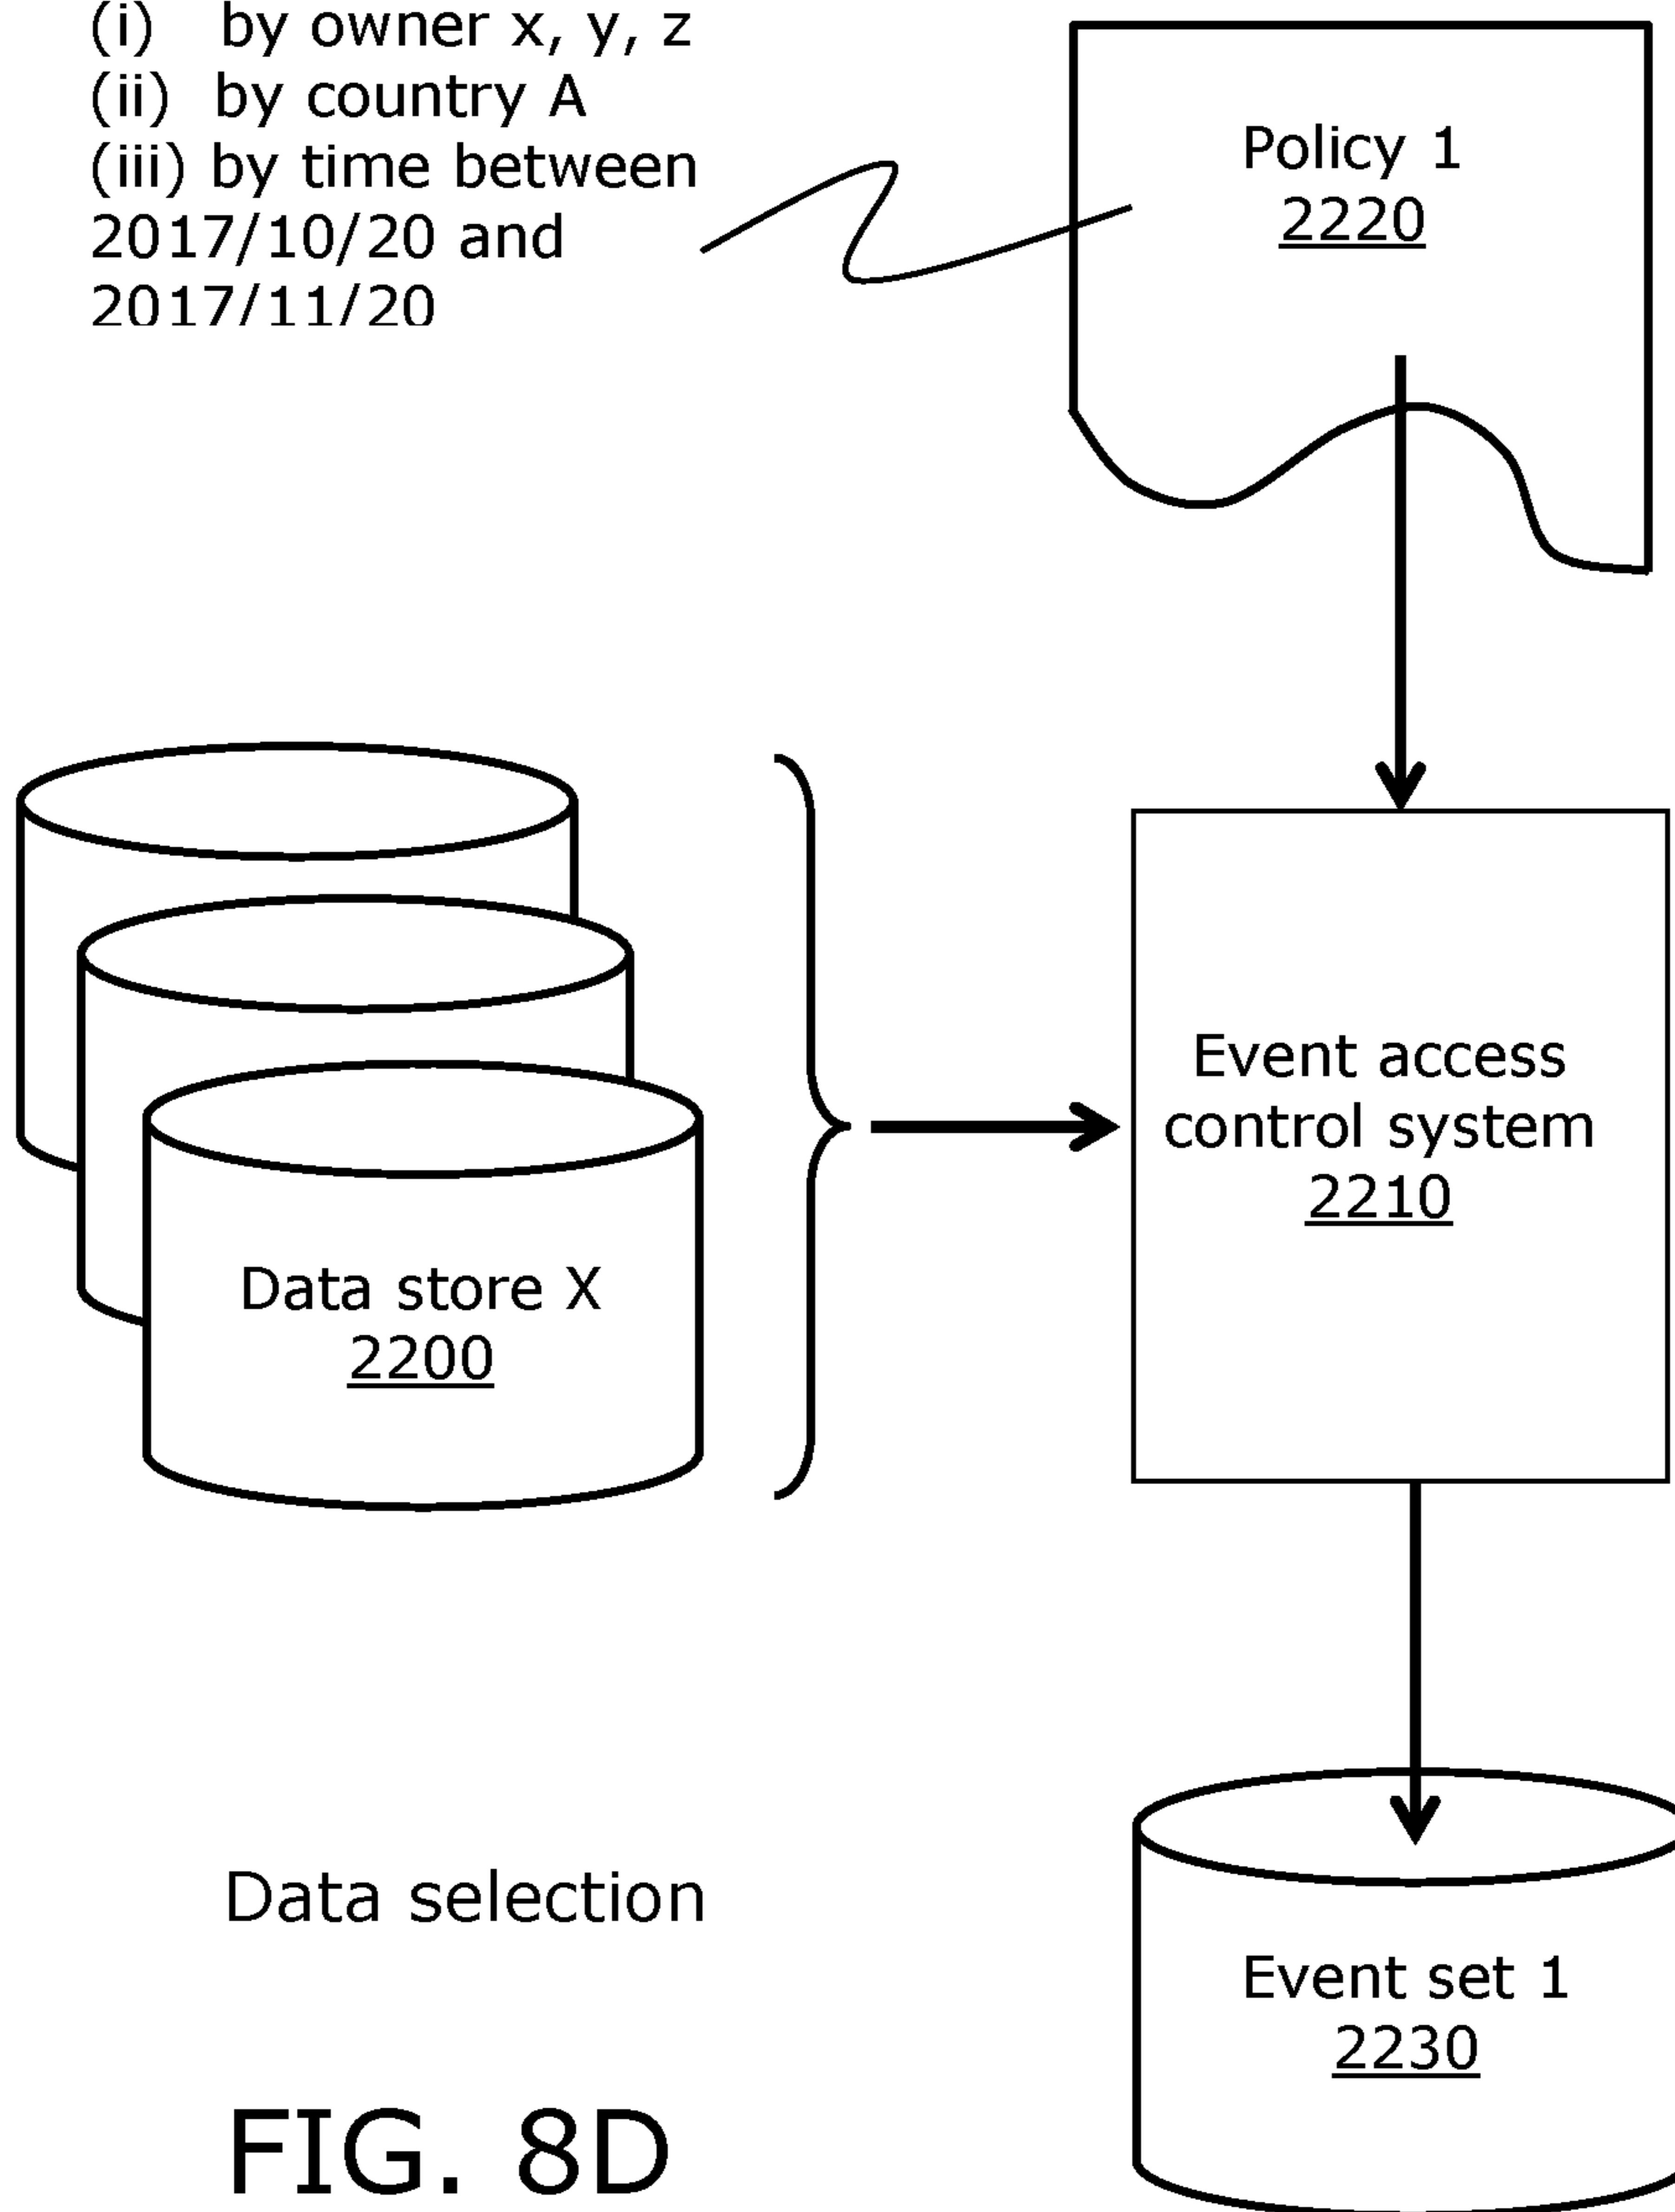 (i) by owner x, y, z
(ii) by country A
(iii) by time between
2017/10/20 and
2017/11/20
Policy 1
2220
Event access
control system
2210
Data store X
2200
Data selection
Event set 1
2230
FIG. 8D